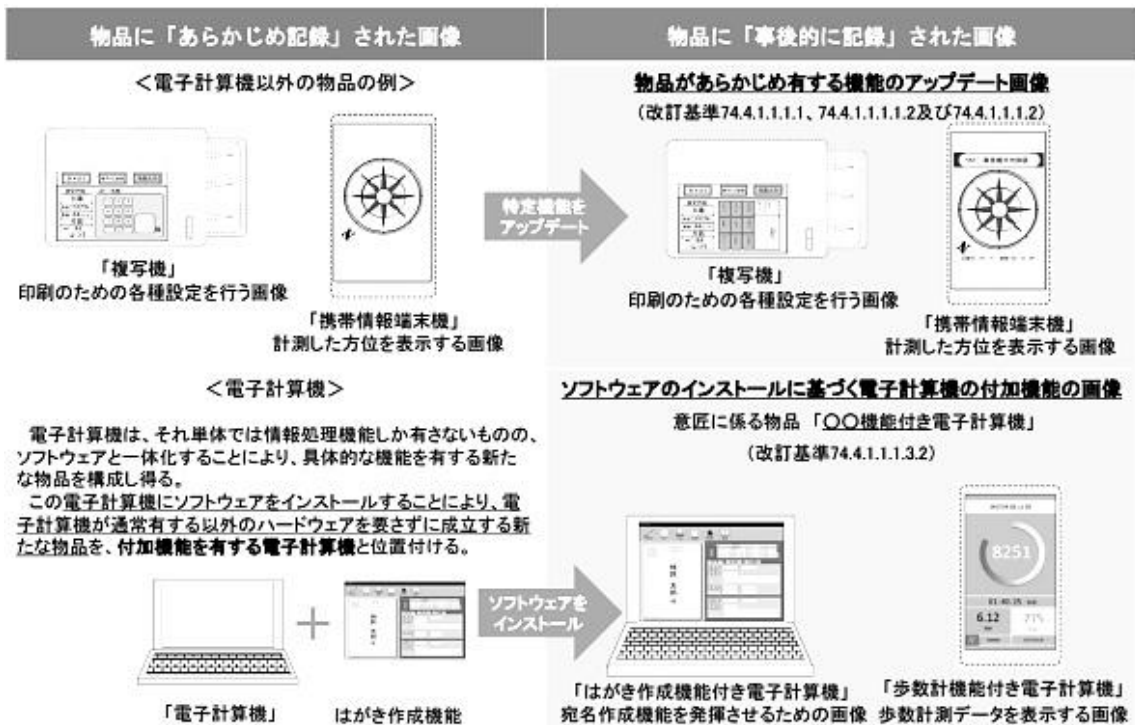 物品に「あらかじめ記録」された画像
物品に「事後的に記録」された画像
<電子計算機以外の物品の例>
「複写機」
印刷のための各種設定を行う画像
「携帯情報端末機」
計測した方位を表示する画像
特定機能を
アップデート
物品があらかじめ有する機能のアップデート画像
(改訂基準74.4.1.1.1.1、74.4.1.1.1.1.2及び74.4.1.1.1.2)
「複写機」
印刷のための各種設定を行う画像
「携帯情報端末機」
計測した方位を表示する画像
<電子計算機>
電子計算機は、それ単体では情報処理機能しか有さないものの、
ソフトウェアと一体化することにより、具体的な機能を有する新た
な物品を構成し得る。
この電子計算機にソフトウェアをインストールすることにより、電
子計算機が通常有する以外のハードウェアを要さずに成立する新
たな物品を、付加機能を有する電子計算機と位置付ける。
「電子計算機」
+
はがき作成機能
ソフトウェアを
インストール
ソフトウェアのインストールに基づく電子計算機の付加機能の画像
意匠に係る物品 「〇〇機能付き電子計算機」
(改訂基準74.4.1.1.1.3.2)
「はがき作成機能付き電子計算機」
宛名作成機能を発揮させるための画像
8251
01:40.25
6.12
775
「歩数計機能付き電子計算機」
歩数計測データを表示する画像